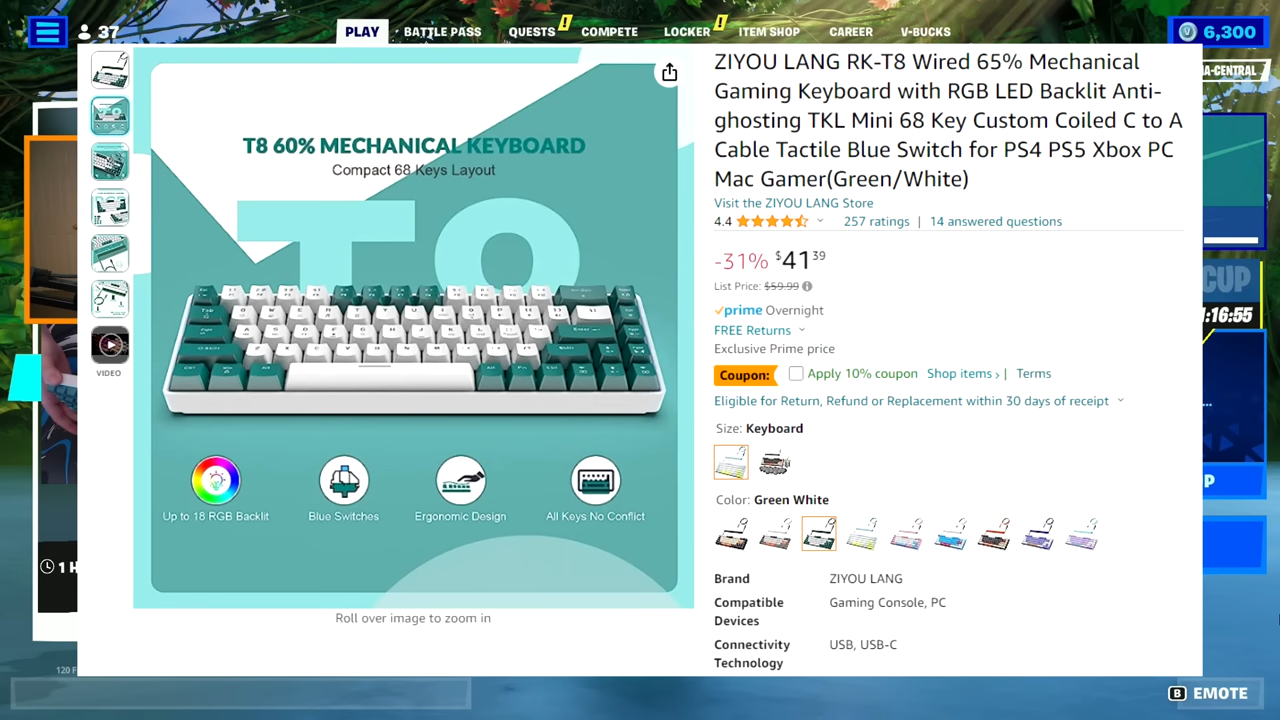 37
PLAY
BATTLE PASS
QUESTS
COMPETE
LOCKER
ITEM SHOP
CAREER
V-BUCKS
6,300
A-CENTRAL
CUP
:16:55
1 H
120 F
VIDEO
T8 60% MECHANICAL KEYBOARD
Compact 68 Keys Layout
T8
Up to 18 RGB Backlit
Blue Switches
Ergonomic Design
All Keys No Conflict
Roll over image to zoom in
ZIYOU LANG RK-T8 Wired 65% Mechanical
Gaming Keyboard with RGB LED Backlit Anti-
ghosting TKL Mini 68 Key Custom Coiled C to A
Cable Tactile Blue Switch for PS4 PS5 Xbox PC
Mac Gamer(Green/White)
Visit the ZIYOU LANG Store
4.4 257 ratings | 14 answered questions
-31% $41 39
List Price: $59.99
prime Overnight
FREE Returns
Exclusive Prime price
Coupon: Apply 10% coupon Shop items › | Terms
Eligible for Return, Refund or Replacement within 30 days of receipt
Size: Keyboard
Color: Green White
Brand ZIYOU LANG
Compatible Gaming Console, PC
Devices
Connectivity USB, USB-C
Technology
B EMOTE